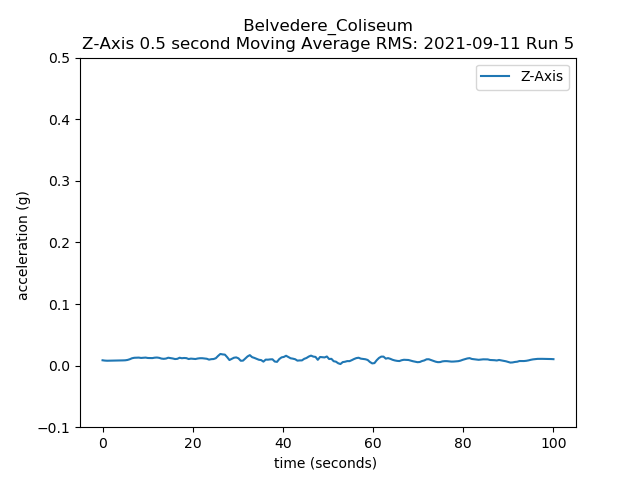 Belvedere_Coliseum
Z-Axis 0.5 second Moving Average RMS: 2021-09-11 Run 5
Z-Axis
0.5
0.4
0.3
0.2
0.1
0.0
−0.1
acceleration (g)
0 20 40 60 80 100
time (seconds)